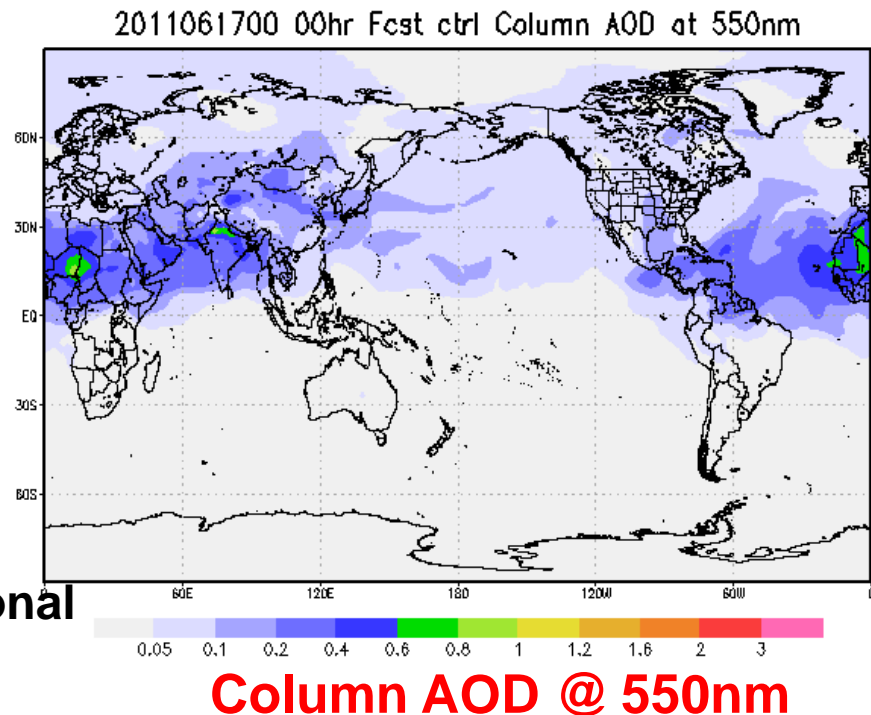 2011061700 00hr Fcst ctrl Column AOD at 550nm
60N
30N
EQ
30S
60S
0 60E 120E 180 120W 60W 0
onal
0.05 0.1 0.2 0.4 0.6 0.8 1 1.2 1.6 2 3
Column AOD @ 550nm